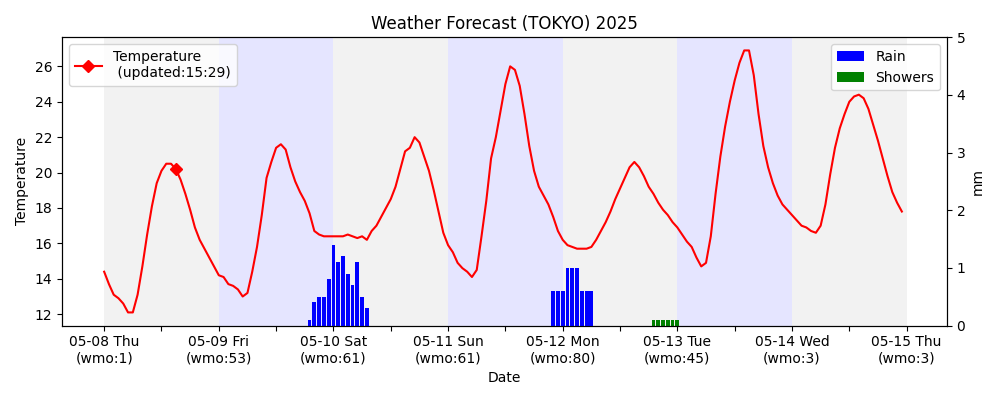 Weather Forecast (TOKYO) 2025
Temperature
(updated:15:29)
Rain
Showers
Temperature
26
24
22
20
18
16
14
12
5
4
3
2
1
0
mm
05-08 Thu
(wmo:1)
05-09 Fri
(wmo:53)
05-10 Sat
(wmo:61)
05-11 Sun
(wmo:61)
05-12 Mon
(wmo:80)
05-13 Tue
(wmo:45)
05-14 Wed
(wmo:3)
05-15 Thu
(wmo:3)
Date